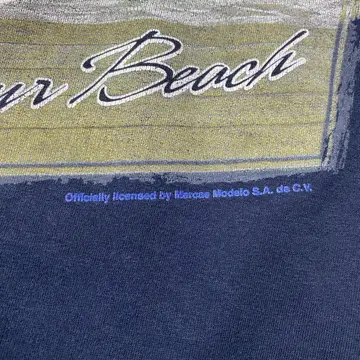 Beach
Officially licensed by Marcas Modelo S.A. de C.V.